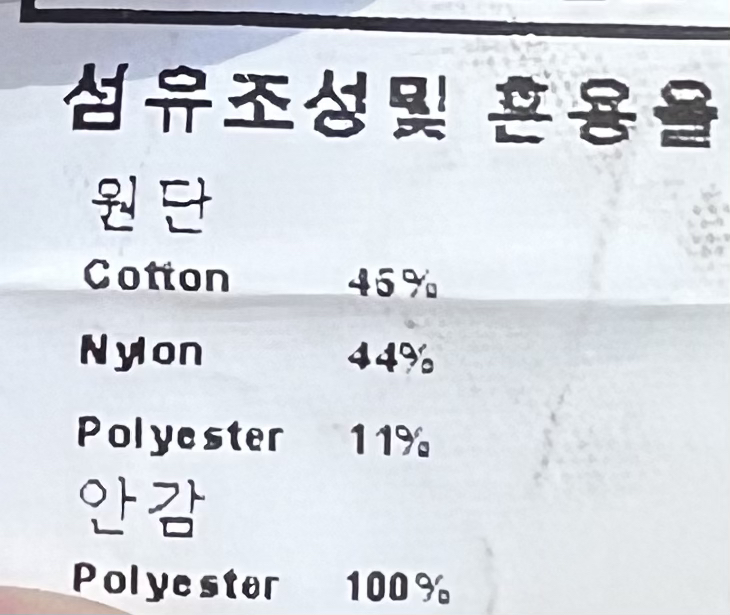 섬유조성및 혼용율
원단
Cotton 45%
Nylon 44%
Polyester 11%
안감
Polyester 100%